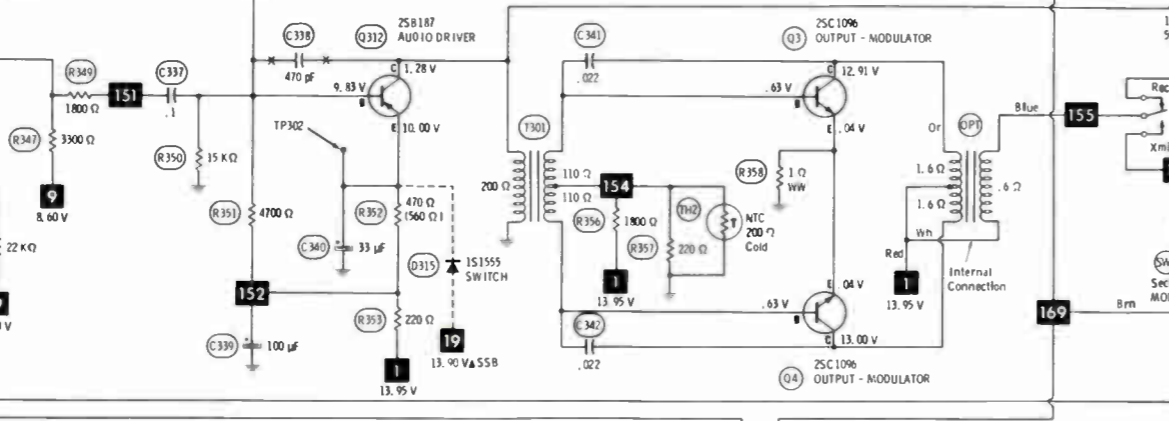 R349
1800 Ω
151
C337
.1
R347
3300 Ω
9
8.60 V
22 KΩ
R350
15 KΩ
C338
470 pF
Q312
2SB187
AUDIO DRIVER
C
1.28 V
9.83 V
B
E
10.00 V
TP302
R351
4700 Ω
R352
470 Ω
(560 Ω)
C340
33 µF
D315
1S1555
SWITCH
152
C339
100 µF
R353
220 Ω
1
13.95 V
19
13.90 V▲SSB
T301
200 Ω
110 Ω
110 Ω
C341
.022
154
R356
1800 Ω
1
13.95 V
R357
220 Ω
TH2
T
NTC
200 Ω
Cold
C342
.022
2SC1096
Q3
OUTPUT - MODULATOR
C
12.91 V
.63 V
B
E
.04 V
R358
1 Ω
WW
E
.04 V
.63 V
B
C
13.00 V
2SC1096
Q4
OUTPUT - MODULATOR
Or
OPT
1.6 Ω
1.6 Ω
.6 Ω
Wh
Red
1
13.95 V
Internal
Connection
Blue
155
Rec
Xmi
169
Brn
SW
Sec
MO